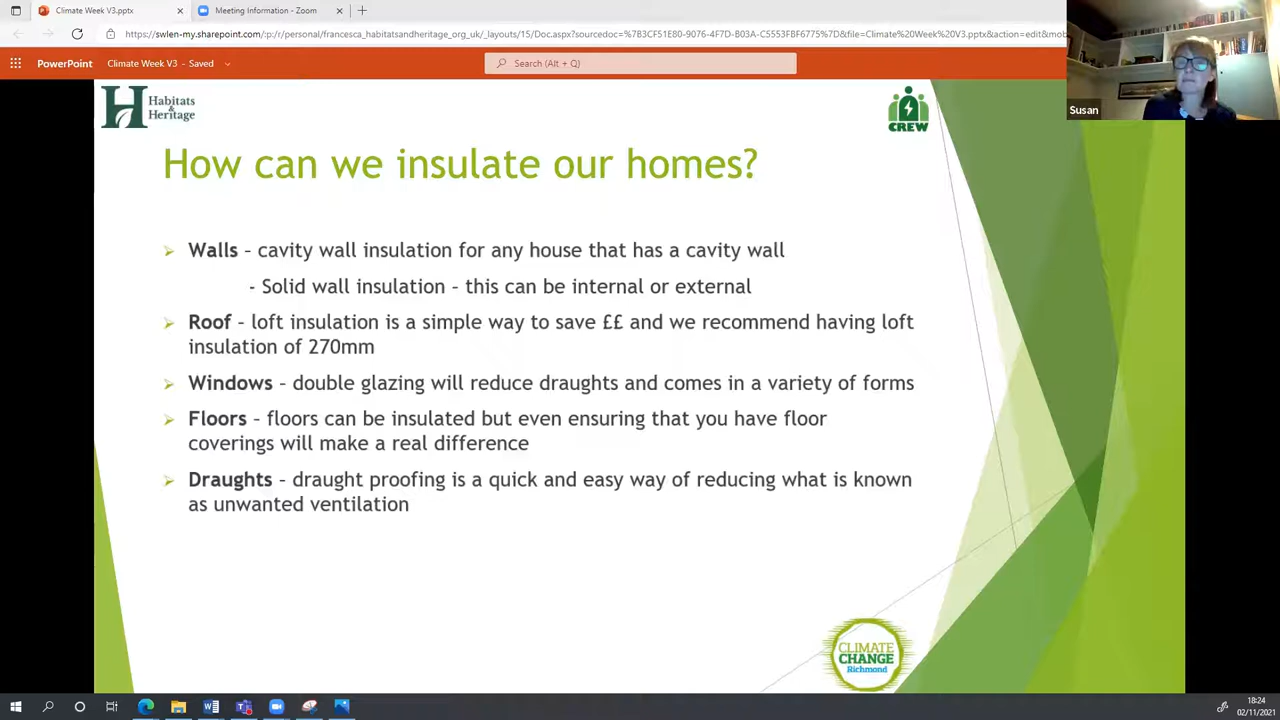 Climate Week V3.pptx
Meeting Information - Zoom
https://swlen-my.sharepoint.com/:p:/r/personal/francesca_habitatsandheritage_org_uk/_layouts/15/Doc.aspx?sourcedoc=%7B3CF51E80-9076-4F7D-B03A-C5553FBF6775%7D&file=Climate%20Week%20V3.pptx&action=edit&mob
PowerPoint
Climate Week V3 - Saved
Search (Alt + Q)
Susan
Habitats
&
Heritage
CREW
How can we insulate our homes?
Walls – cavity wall insulation for any house that has a cavity wall
- Solid wall insulation – this can be internal or external
Roof – loft insulation is a simple way to save ££ and we recommend having loft
insulation of 270mm
Windows – double glazing will reduce draughts and comes in a variety of forms
Floors – floors can be insulated but even ensuring that you have floor
coverings will make a real difference
Draughts – draught proofing is a quick and easy way of reducing what is known
as unwanted ventilation
CLIMATE
CHANGE
Richmond
18:24
02/11/2021